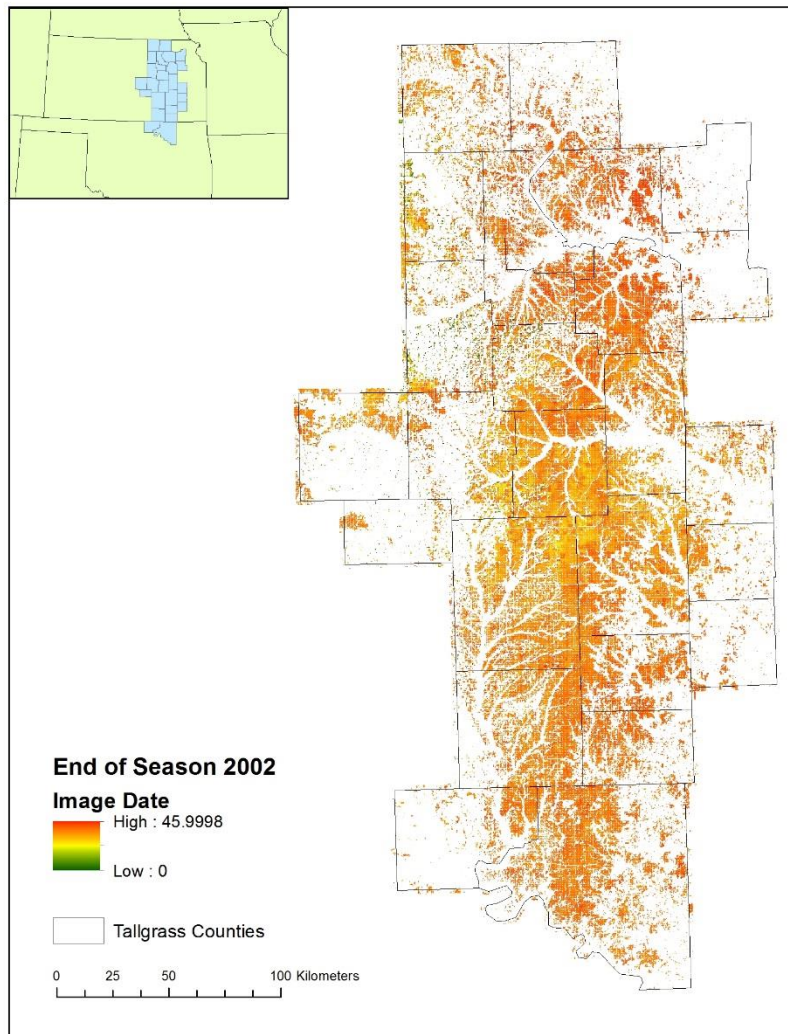 End of Season 2002
Image Date
High : 45.9998
Low : 0
Tallgrass Counties
0 25 50 100 Kilometers